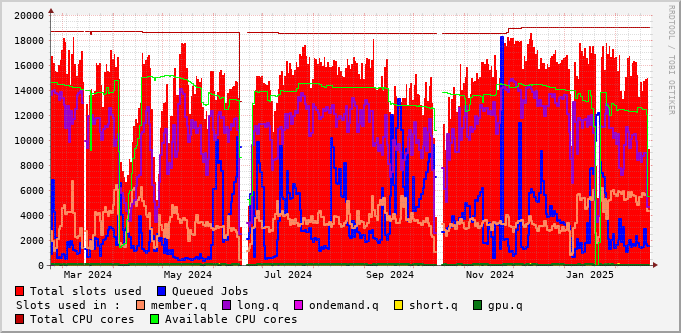 RRDTOOL / TOBI OETIKER
20000
18000
16000
14000
12000
10000
8000
6000
4000
2000
0
Mar 2024 May 2024 Jul 2024 Sep 2024 Nov 2024 Jan 2025
Total slots used Queued Jobs
Slots used in : member.q long.q ondemand.q short.q gpu.q
Total CPU cores Available CPU cores